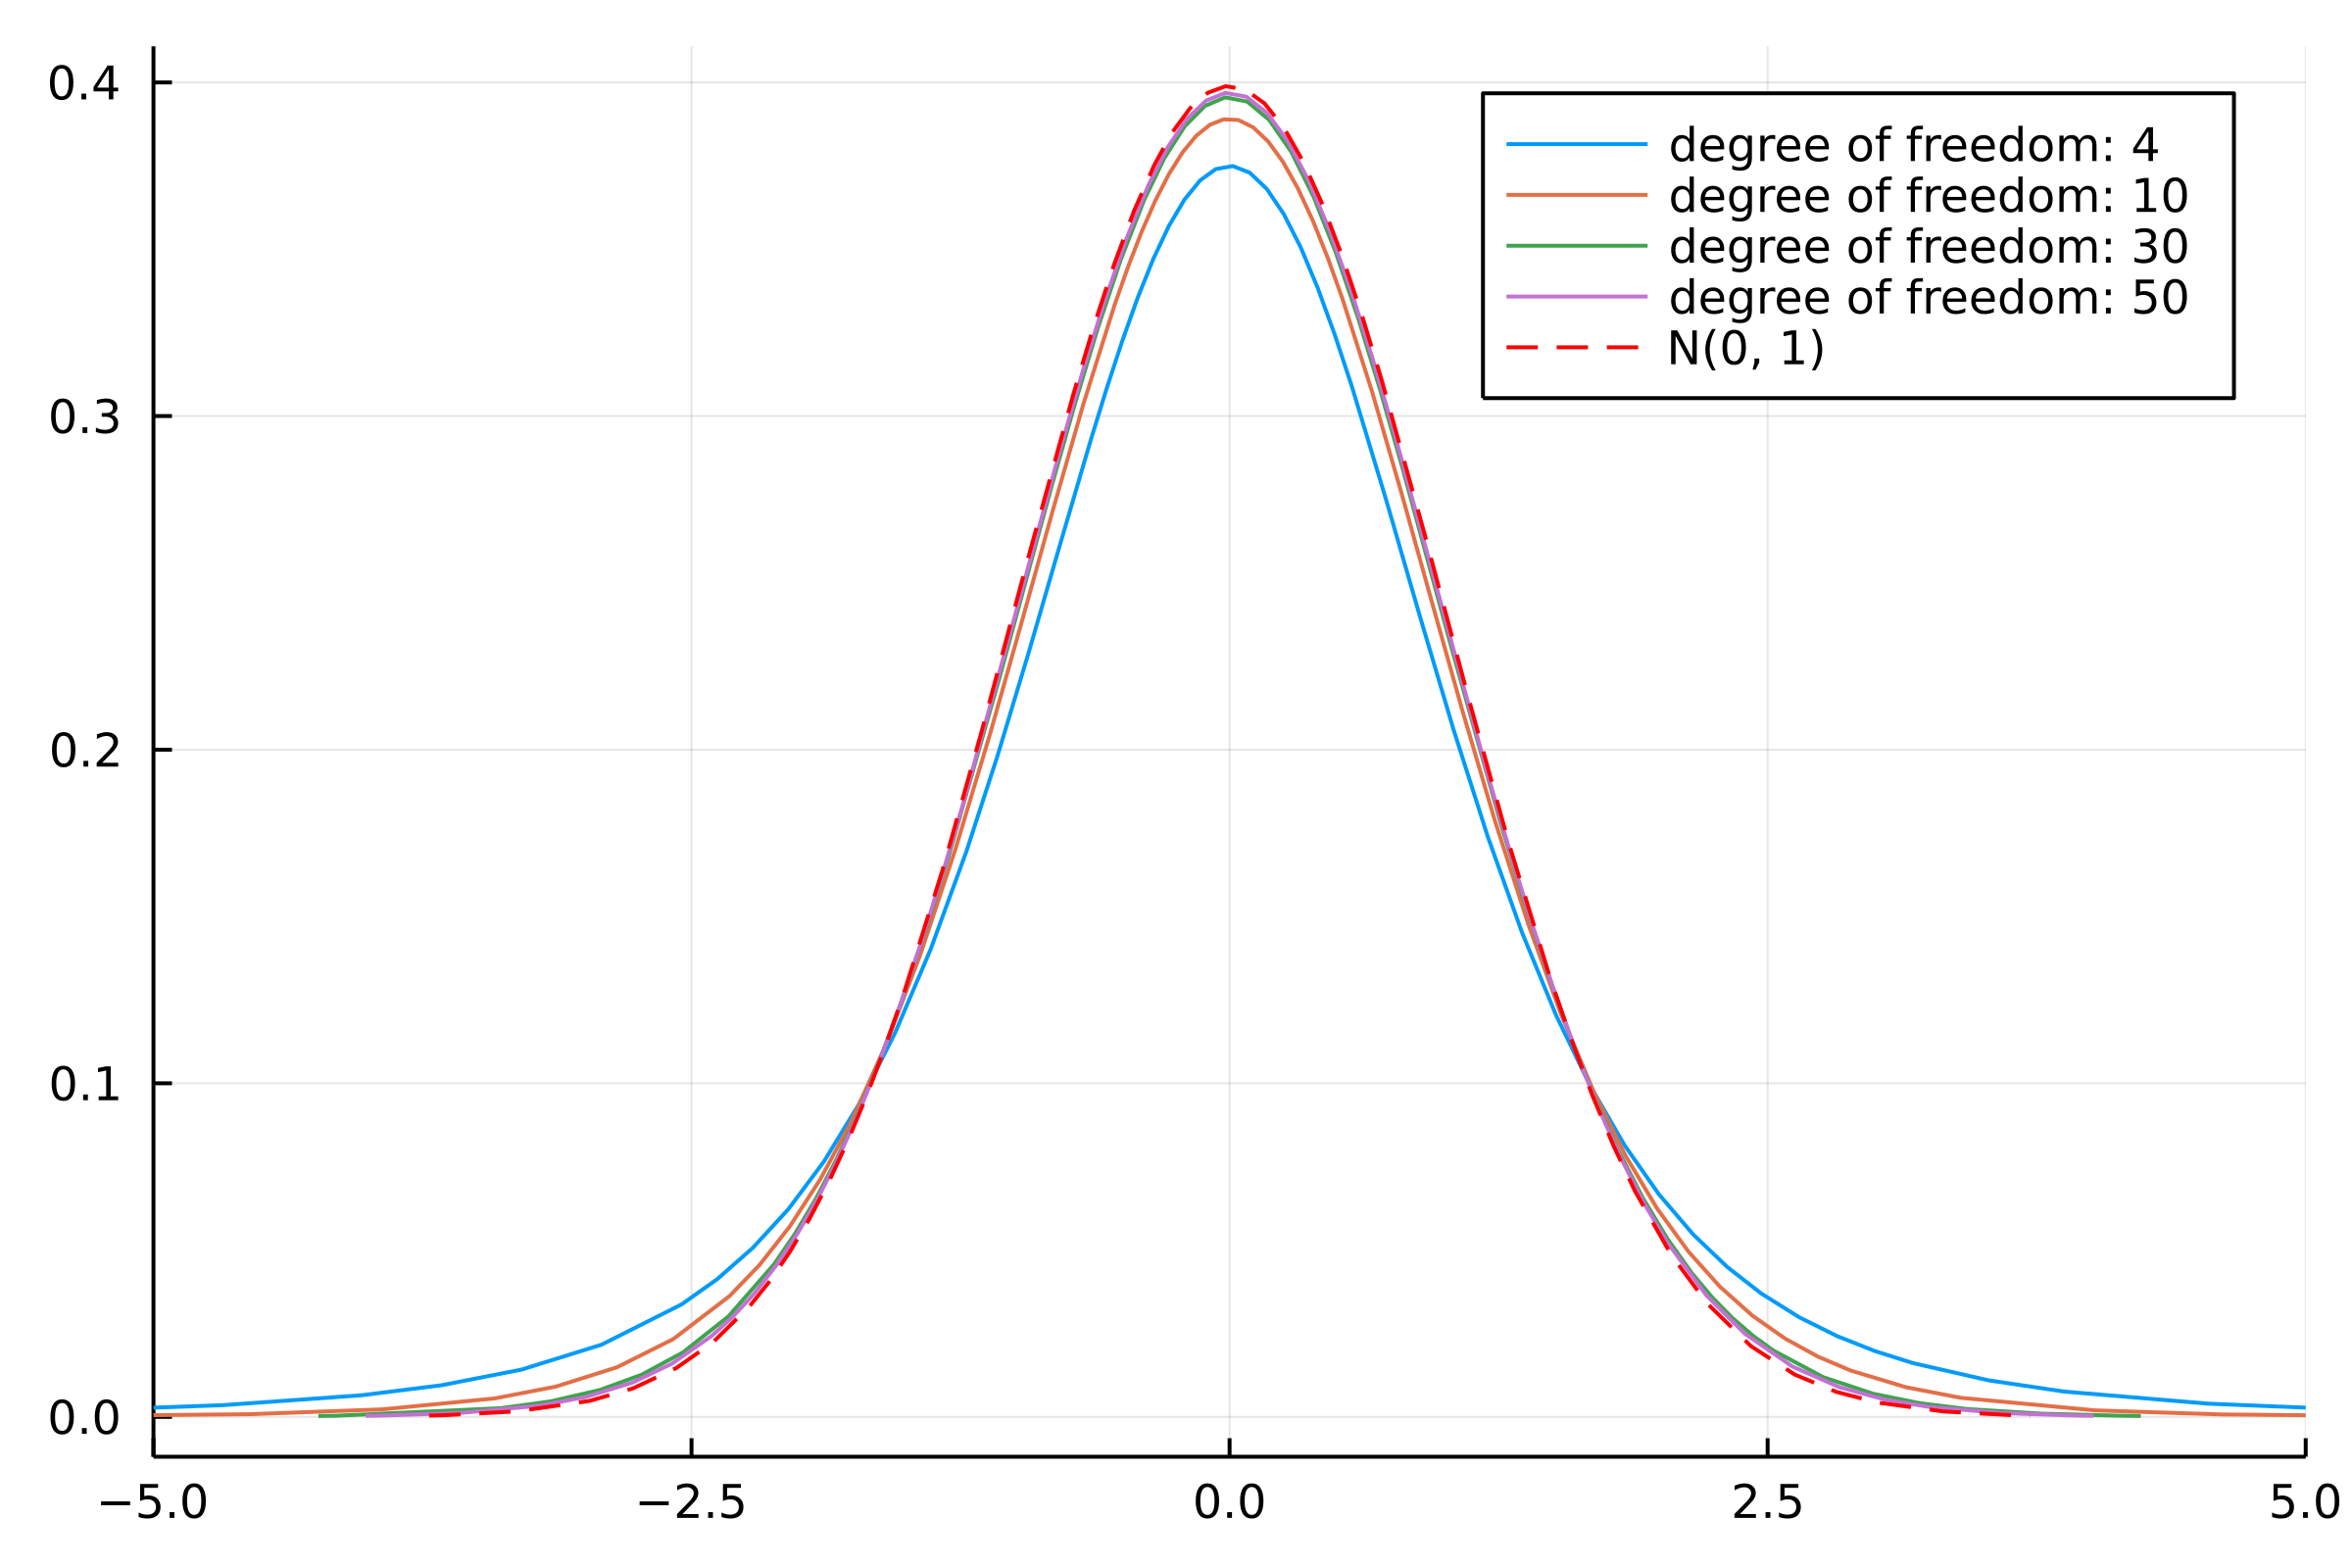 0.4
degree of freedom: 4
degree of freedom: 10
degree of freedom: 30
degree of freedom: 50
N(0, 1)
0.3
0.2
0.1
0.0
−5.0 −2.5 0.0 2.5 5.0